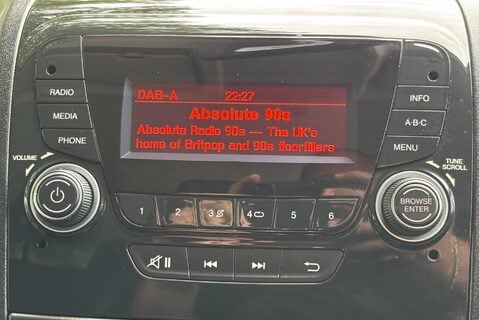 DAB-A 22:27
Absolute 90s
Absolute Radio 90s — The UK's
home of Britpop and 90s floorfillers
RADIO
MEDIA
PHONE
VOLUME
INFO
A-B-C
MENU
TUNE
SCROLL
BROWSE
ENTER
1 2 3 4 5 6